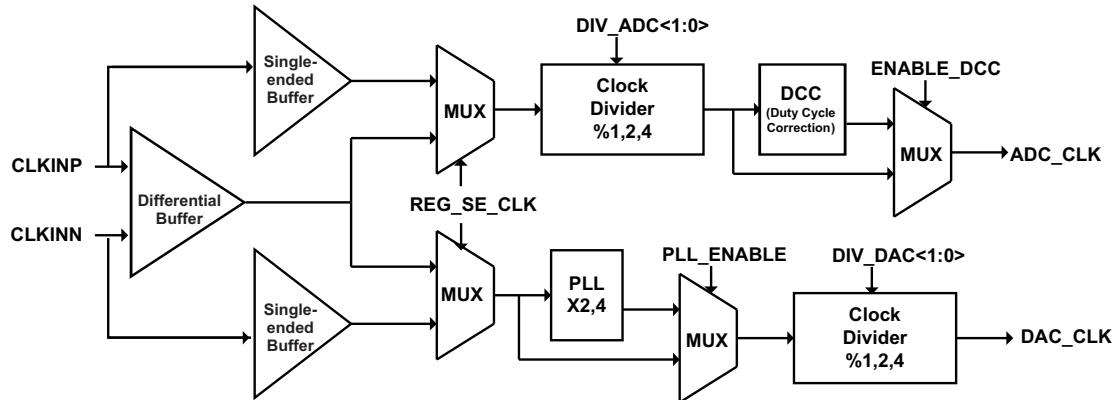 DIV_ADC<1:0>
Single-
ended
Buffer
MUX
Clock
Divider
%1,2,4
DCC
(Duty Cycle
Correction)
ENABLE_DCC
MUX
ADC_CLK
CLKINP
Differential
Buffer
CLKINN
REG_SE_CLK
Single-
ended
Buffer
MUX
PLL
X2,4
PLL_ENABLE
MUX
DIV_DAC<1:0>
Clock
Divider
%1,2,4
DAC_CLK